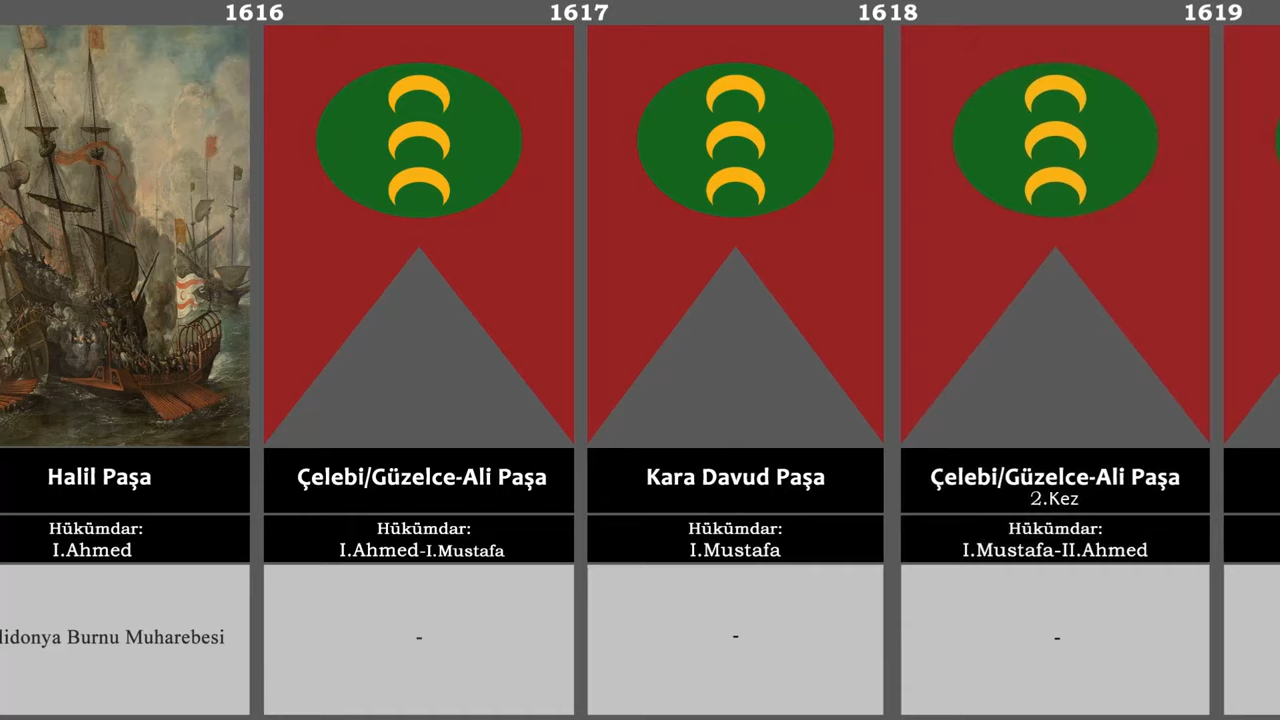 1616
1617
1618
1619
Halil Paşa
Hükümdar:
I.Ahmed
Burnu Muharebesi
Çelebi/Güzelce-Ali Paşa
Hükümdar:
I.Ahmed-I.Mustafa
-
Kara Davud Paşa
Hükümdar:
I.Mustafa
-
Çelebi/Güzelce-Ali Paşa
2.Kez
Hükümdar:
I.Mustafa-II.Ahmed
-